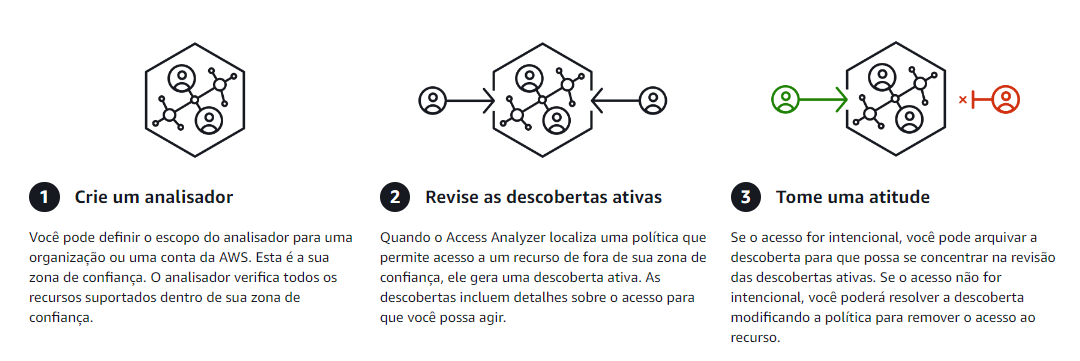 1 Crie um analisador
Você pode definir o escopo do analisador para uma
organização ou uma conta da AWS. Esta é a sua
zona de confiança. O analisador verifica todos os
recursos suportados dentro de sua zona de
confiança.
2 Revise as descobertas ativas
Quando o Access Analyzer localiza uma política que
permite acesso a um recurso de fora de sua zona de
confiança, ele gera uma descoberta ativa. As
descobertas incluem detalhes sobre o acesso para
que você possa agir.
3 Tome uma atitude
Se o acesso for intencional, você pode arquivar a
descoberta para que possa se concentrar na revisão
das descobertas ativas. Se o acesso não for
intencional, você poderá resolver a descoberta
modificando a política para remover o acesso ao
recurso.